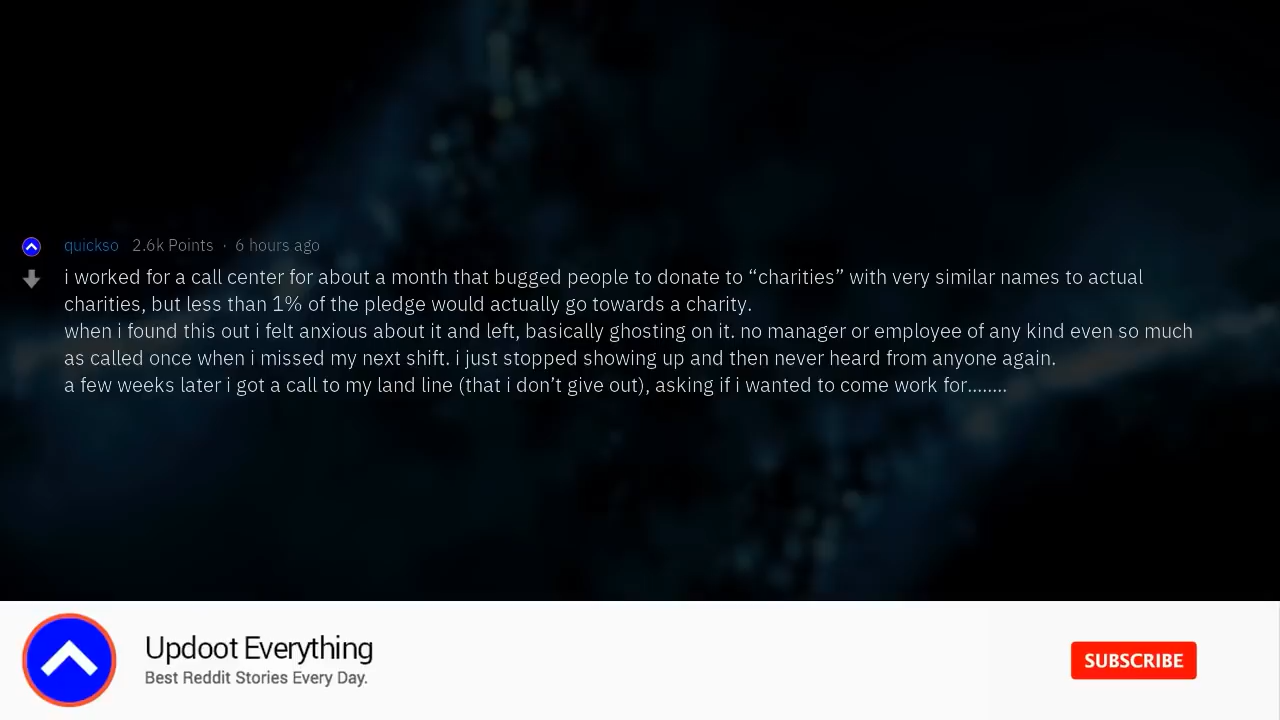 quickso 2.6k Points · 6 hours ago
i worked for a call center for about a month that bugged people to donate to “charities” with very similar names to actual
charities, but less than 1% of the pledge would actually go towards a charity.
when i found this out i felt anxious about it and left, basically ghosting on it. no manager or employee of any kind even so much
as called once when i missed my next shift. i just stopped showing up and then never heard from anyone again.
a few weeks later i got a call to my land line (that i don’t give out), asking if i wanted to come work for........
Updoot Everything
Best Reddit Stories Every Day.
SUBSCRIBE